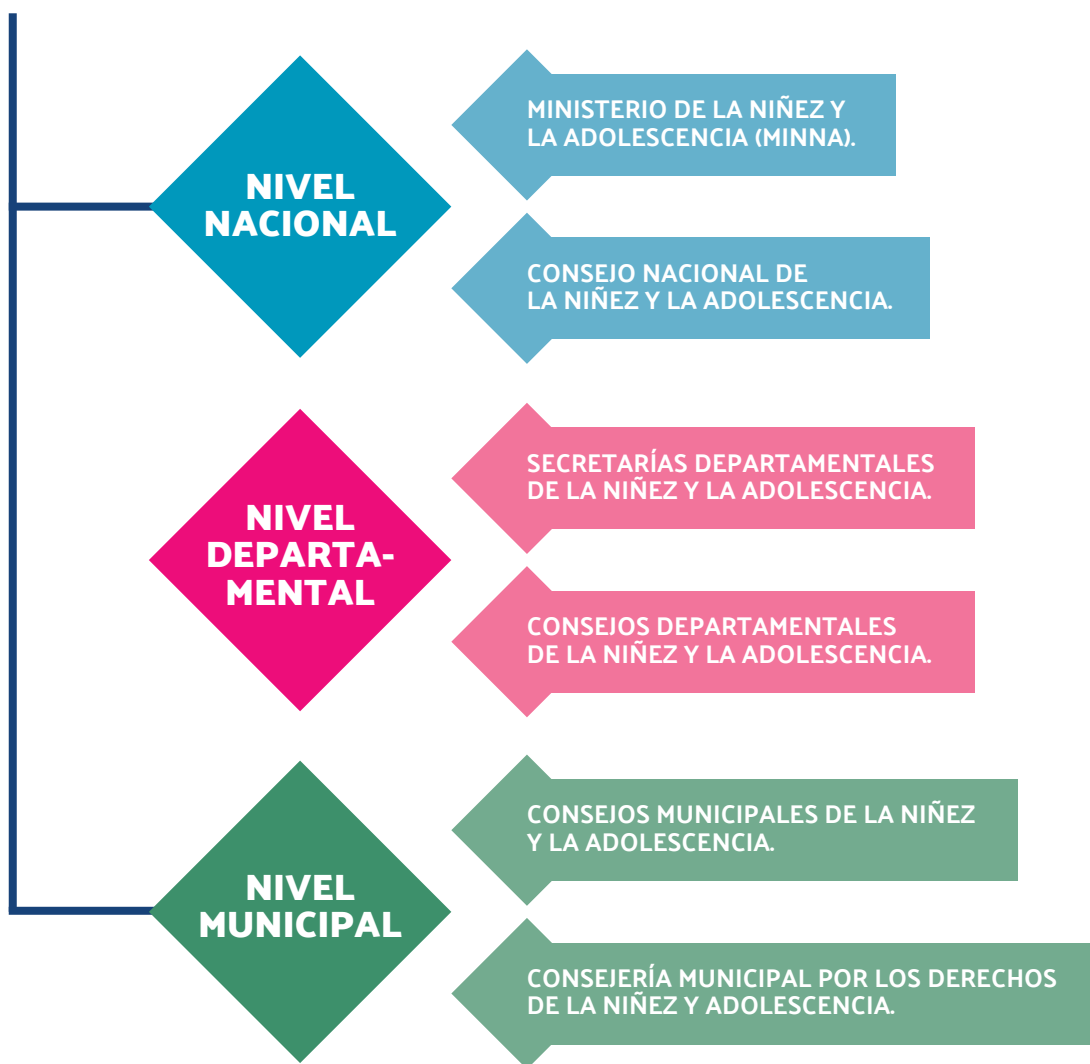 NIVEL
NACIONAL
MINISTERIO DE LA NIÑEZ Y
LA ADOLESCENCIA (MINNA).
CONSEJO NACIONAL DE
LA NIÑEZ Y LA ADOLESCENCIA.
NIVEL
DEPARTA-
MENTAL
SECRETARÍAS DEPARTAMENTALES
DE LA NIÑEZ Y LA ADOLESCENCIA.
CONSEJOS DEPARTAMENTALES
DE LA NIÑEZ Y LA ADOLESCENCIA.
NIVEL
MUNICIPAL
CONSEJOS MUNICIPALES DE LA NIÑEZ
Y LA ADOLESCENCIA.
CONSEJERÍA MUNICIPAL POR LOS DERECHOS
DE LA NIÑEZ Y ADOLESCENCIA.